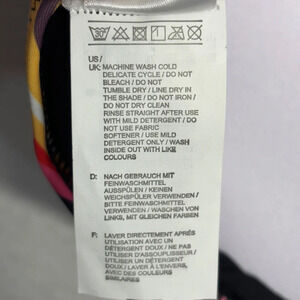 30°
US /
UK: MACHINE WASH COLD
DELICATE CYCLE / DO NOT
BLEACH / DO NOT
TUMBLE DRY / LINE DRY IN
THE SHADE / DO NOT IRON /
DO NOT DRY CLEAN
RINSE STRAIGHT AFTER USE
WITH MILD DETERGENT / DO
NOT USE FABRIC
SOFTENER / USE MILD
DETERGENT ONLY / WASH
INSIDE OUT WITH LIKE
COLOURS
D: NACH GEBRAUCH MIT
FEINWASCHMITTEL
AUSSPÜLEN / KEINEN
WEICHSPÜLER VERWENDEN /
BITTE FEINWASCHMITTEL
VERWENDEN / WASCHEN VON
LINKS, MIT GLEICHEN FARBEN
F: LAVER DIRECTEMENT APRÈS
UTILISATION AVEC UN
DÉTERGENT DOUX / NE PAS
UTILISER D'ASSOUPLISSEUR /
UTILISER UN DÉTERGENT
DOUX / LAVER À L'ENVERS,
AVEC DES COULEURS
SIMILAIRES